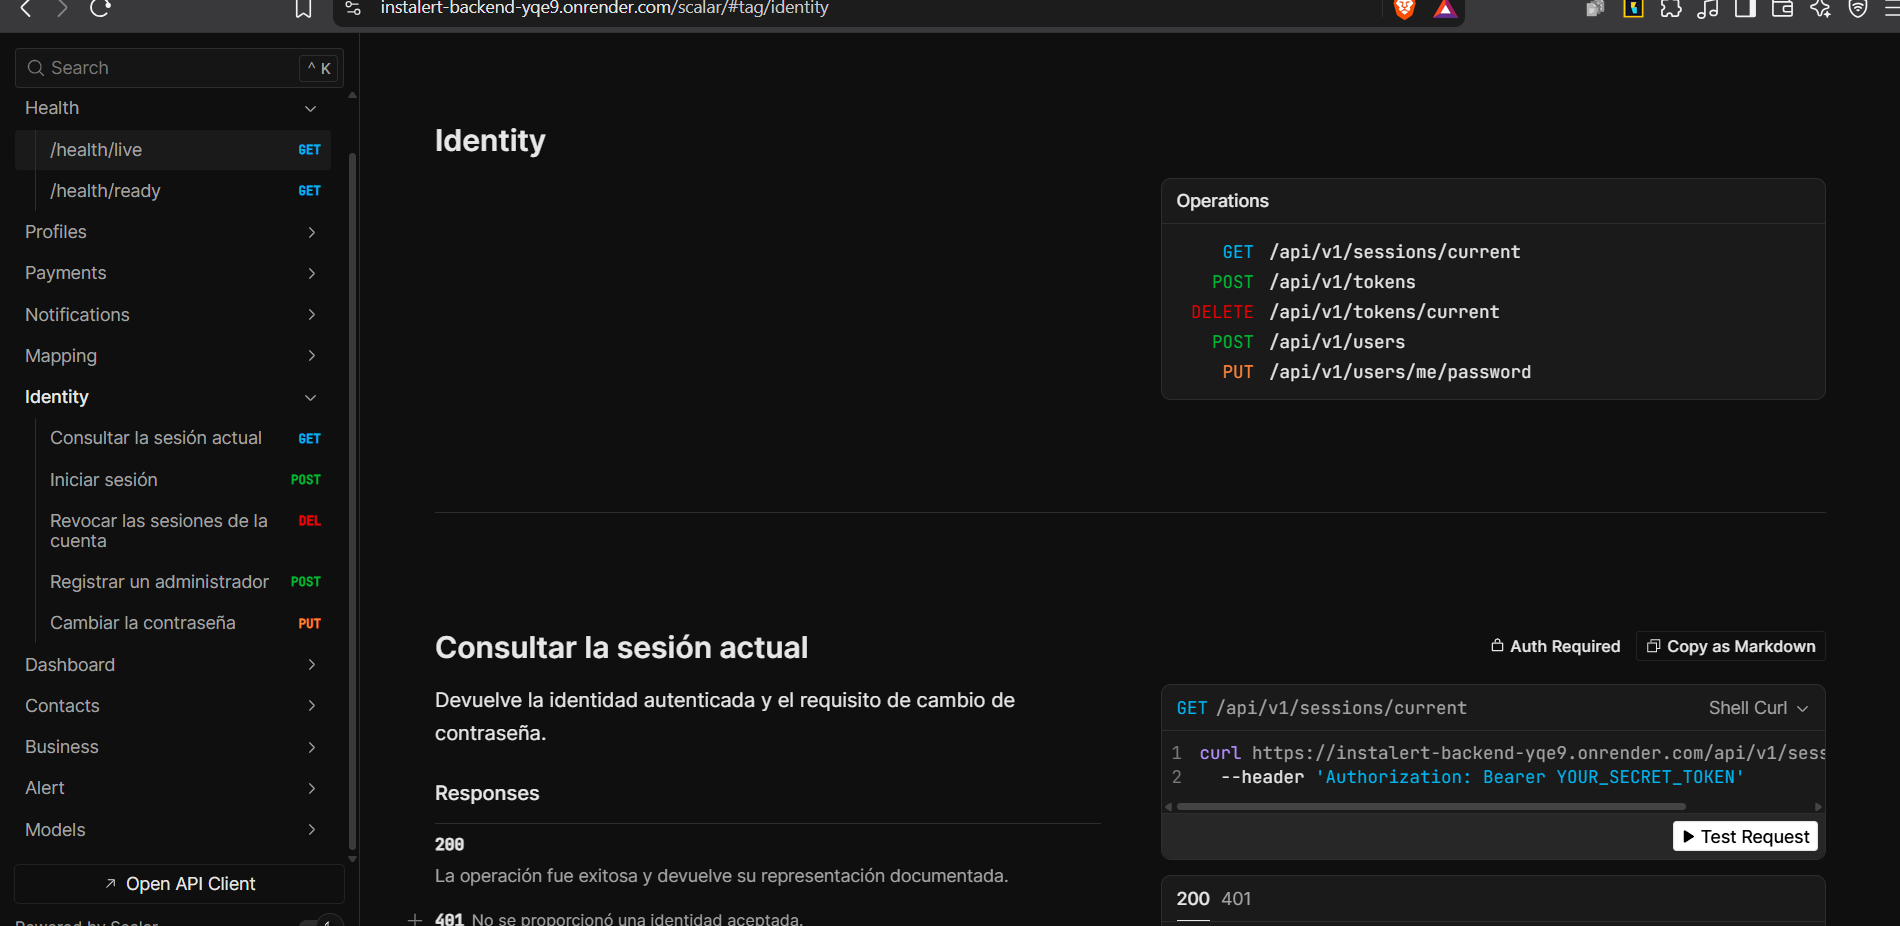 instalert-backend-yqe9.onrender.com/scalar/#tag/identity
Search
^ K
Health
/health/live GET
/health/ready GET
Profiles
Payments
Notifications
Mapping
Identity
Consultar la sesión actual GET
Iniciar sesión POST
Revocar las sesiones de la DEL
cuenta
Registrar un administrador POST
Cambiar la contraseña PUT
Dashboard
Contacts
Business
Alert
Models
Open API Client
Powered by Scalar
Identity
Operations
GET /api/v1/sessions/current
POST /api/v1/tokens
DELETE /api/v1/tokens/current
POST /api/v1/users
PUT /api/v1/users/me/password
Consultar la sesión actual
Auth Required
Copy as Markdown
Devuelve la identidad autenticada y el requisito de cambio de
contraseña.
Responses
200
La operación fue exitosa y devuelve su representación documentada.
401 No se proporcionó una identidad aceptada.
GET /api/v1/sessions/current
Shell Curl
1 curl https://instalert-backend-yqe9.onrender.com/api/v1/sess
2 --header 'Authorization: Bearer YOUR_SECRET_TOKEN'
Test Request
200 401